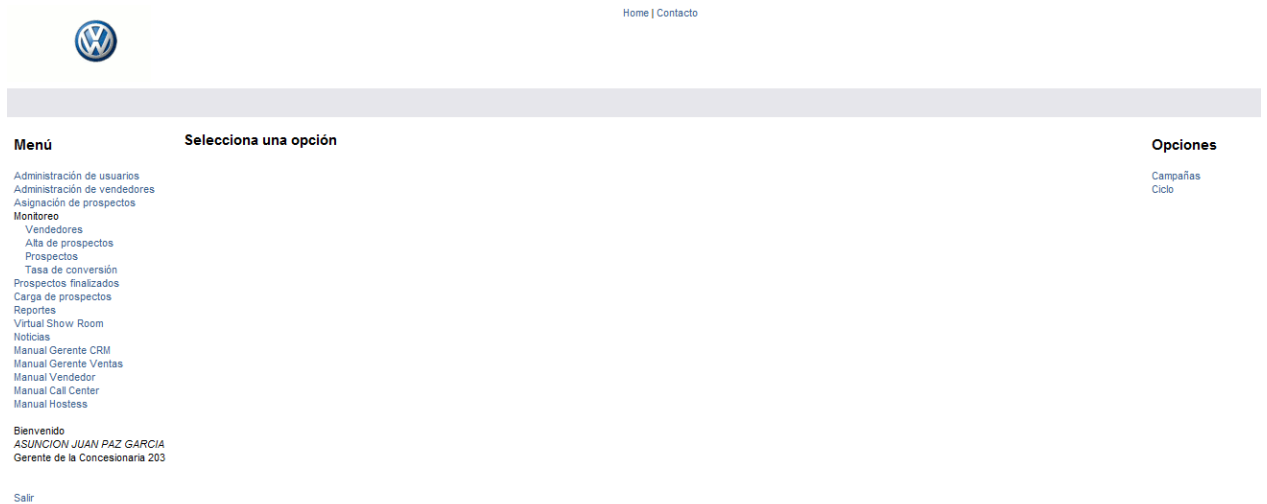 Home | Contacto
Menú
Administración de usuarios
Administración de vendedores
Asignación de prospectos
Monitoreo
Vendedores
Alta de prospectos
Prospectos
Tasa de conversión
Prospectos finalizados
Carga de prospectos
Reportes
Virtual Show Room
Noticias
Manual Gerente CRM
Manual Gerente Ventas
Manual Vendedor
Manual Call Center
Manual Hostess
Bienvenido
ASUNCION JUAN PAZ GARCIA
Gerente de la Concesionaria 203
Salir
Selecciona una opción
Opciones
Campañas
Ciclo